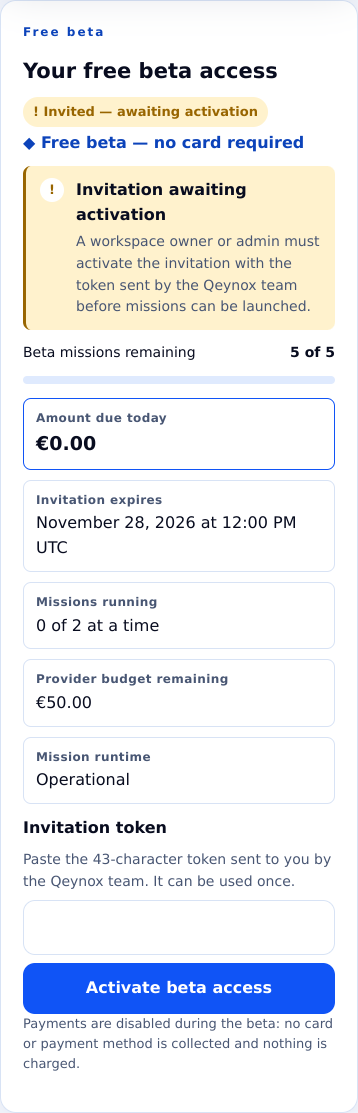 Free beta
Your free beta access
! Invited — awaiting activation
◆ Free beta — no card required
! Invitation awaiting
activation
A workspace owner or admin must
activate the invitation with the
token sent by the Qeynox team
before missions can be launched.
Beta missions remaining 5 of 5
Amount due today
€0.00
Invitation expires
November 28, 2026 at 12:00 PM
UTC
Missions running
0 of 2 at a time
Provider budget remaining
€50.00
Mission runtime
Operational
Invitation token
Paste the 43-character token sent to you by
the Qeynox team. It can be used once.
Activate beta access
Payments are disabled during the beta: no card
or payment method is collected and nothing is
charged.